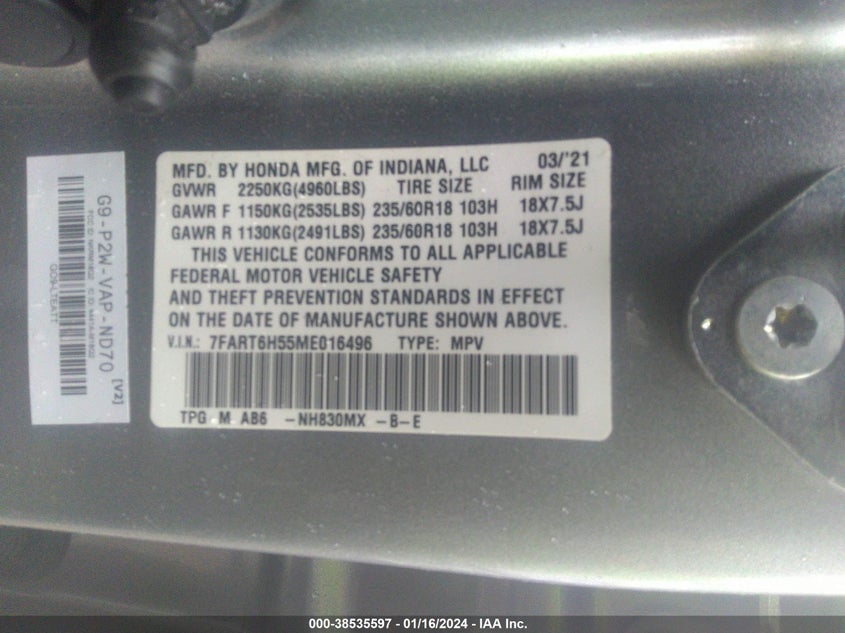 MFD. BY HONDA MFG. OF INDIANA, LLC 03/'21
GVWR 2250KG(4960LBS) TIRE SIZE RIM SIZE
GAWR F 1150KG(2535LBS) 235/60R18 103H 18X7.5J
GAWR R 1130KG(2491LBS) 235/60R18 103H 18X7.5J
THIS VEHICLE CONFORMS TO ALL APPLICABLE
FEDERAL MOTOR VEHICLE SAFETY
AND THEFT PREVENTION STANDARDS IN EFFECT
ON THE DATE OF MANUFACTURE SHOWN ABOVE.
V.I.N.: 7FART6H55ME016496 TYPE: MPV
TPG M AB6 -NH830MX -B-E
G9-P2W-VAP-ND70 [V2]
000-38535597 - 01/16/2024 - IAA Inc.